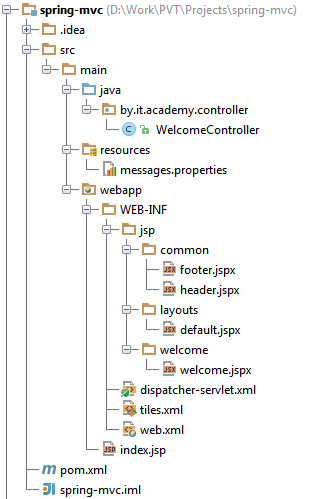 spring-mvc (D:\Work\PVT\Projects\spring-mvc)
.idea
src
main
java
by.it.academy.controller
WelcomeController
resources
messages.properties
webapp
WEB-INF
jsp
common
footer.jspx
header.jspx
layouts
default.jspx
welcome
welcome.jspx
dispatcher-servlet.xml
tiles.xml
web.xml
index.jsp
pom.xml
spring-mvc.iml